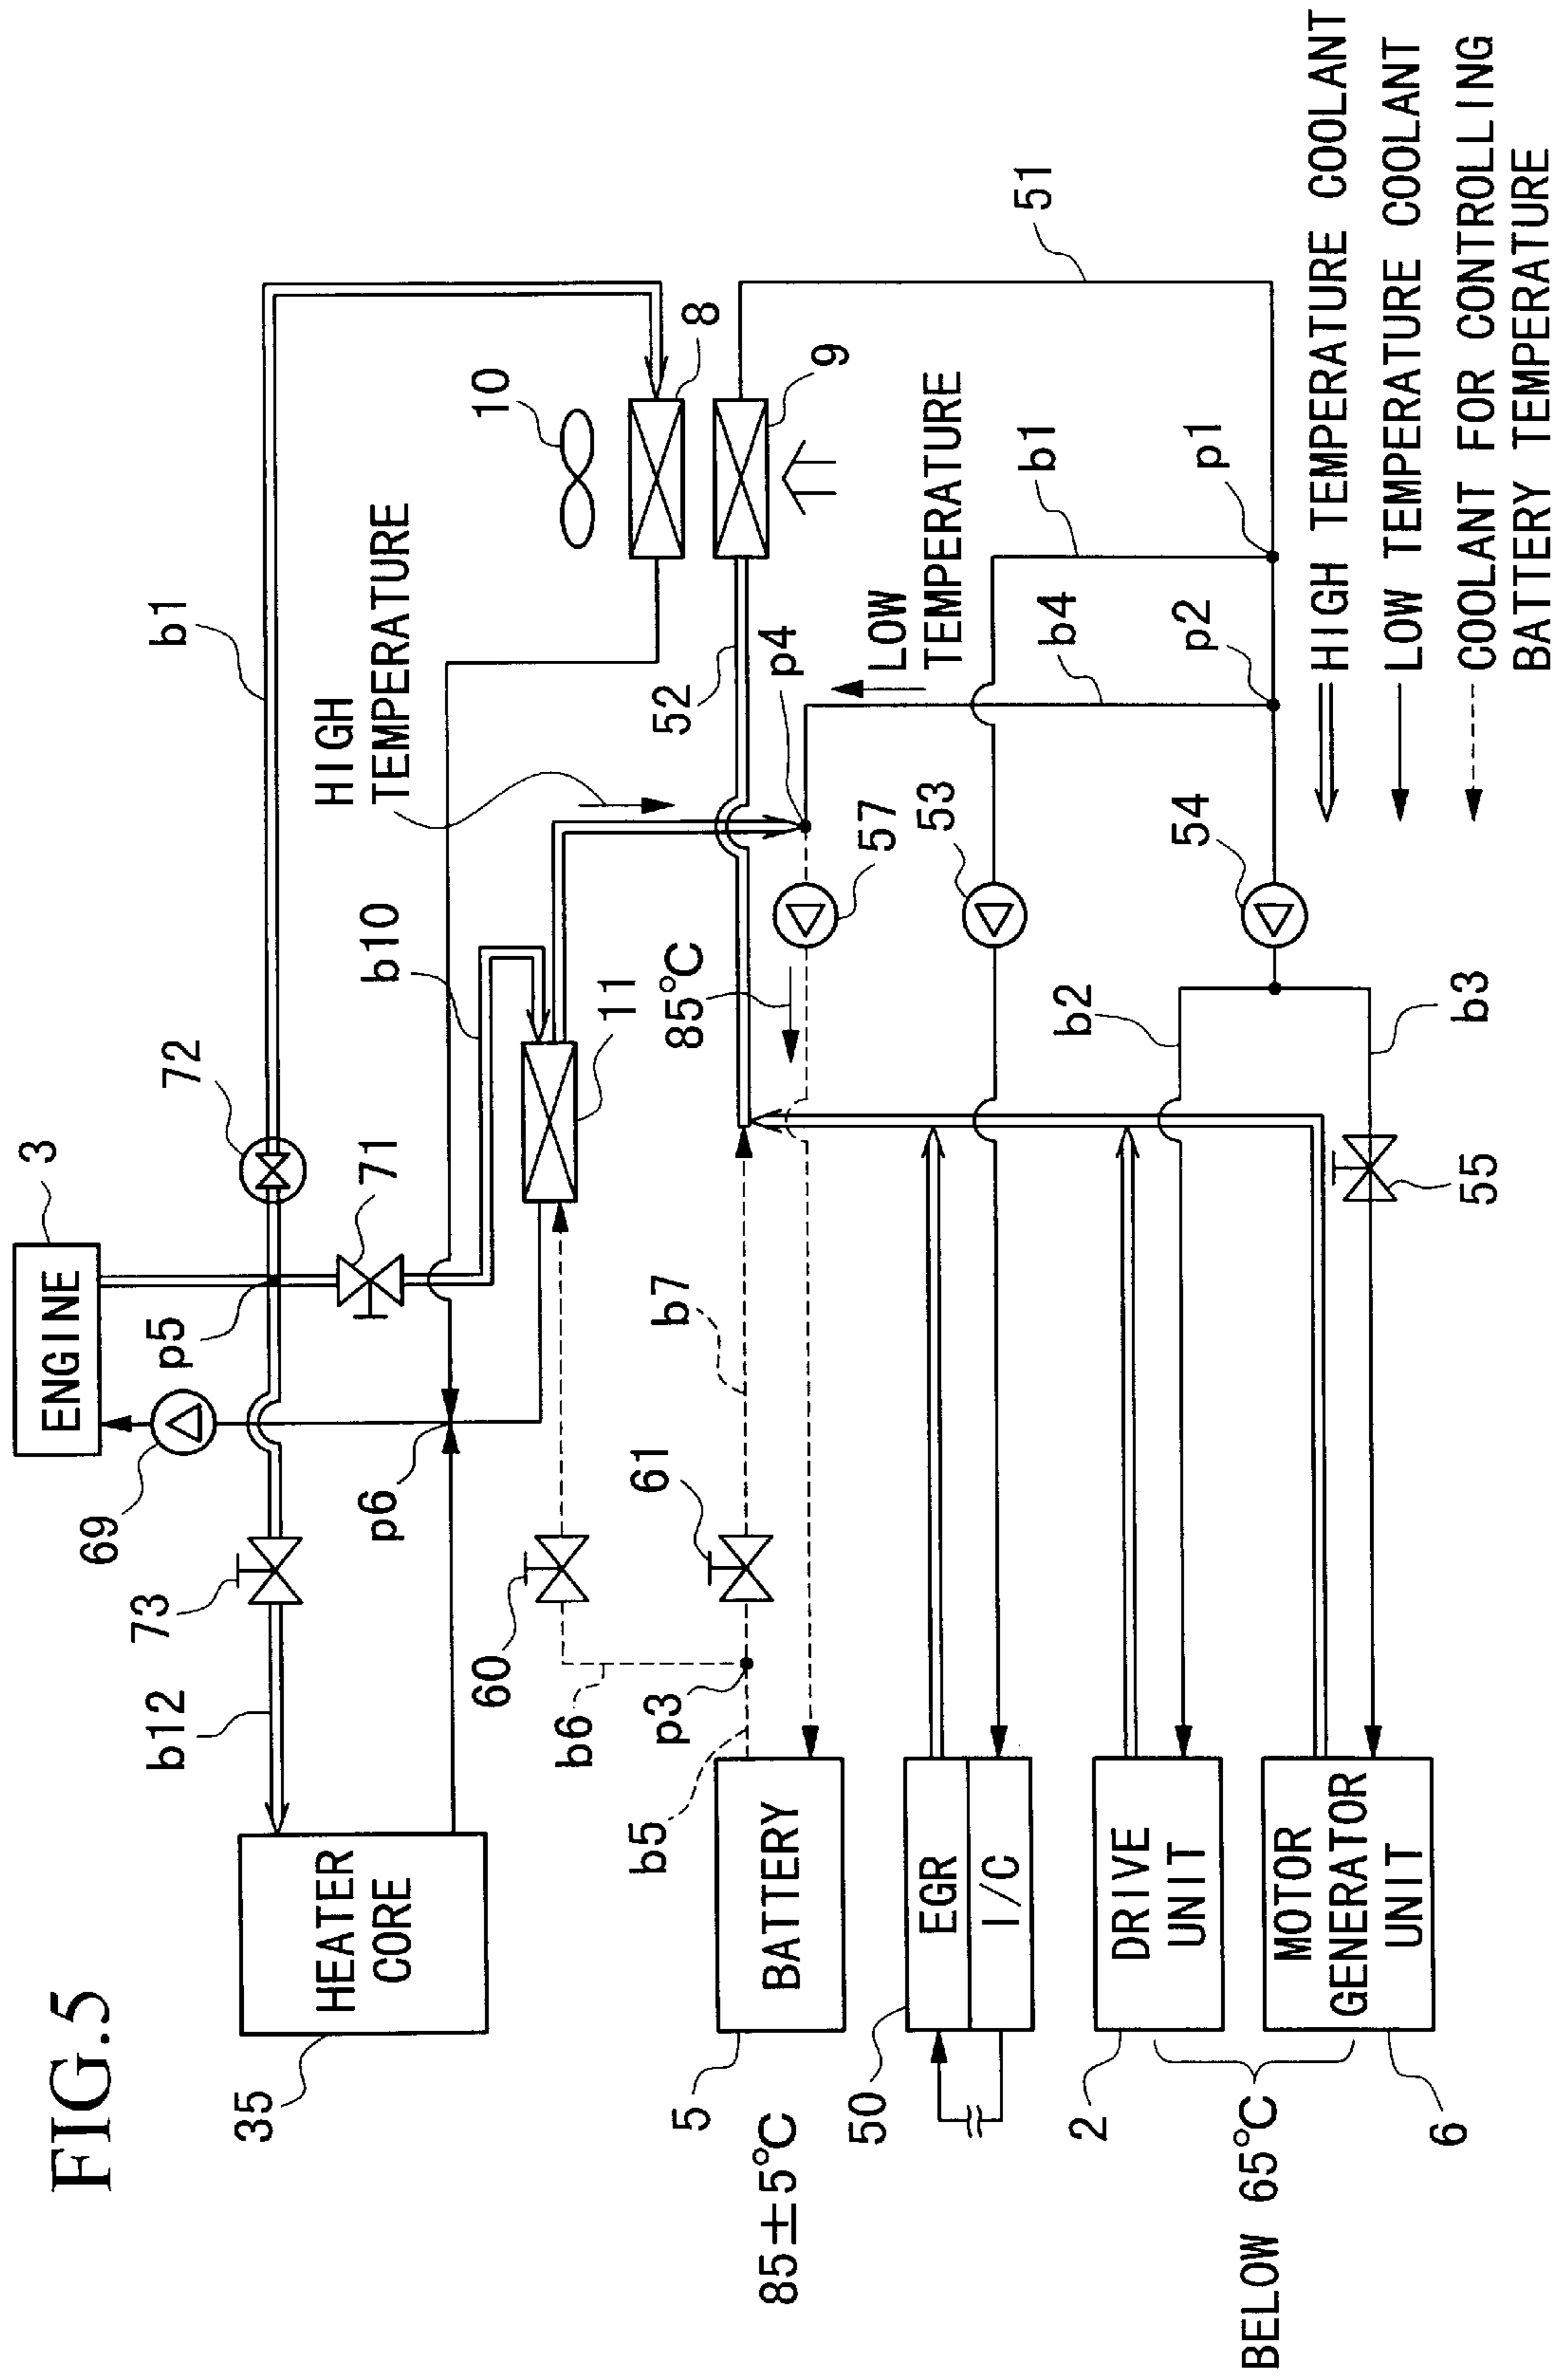 FIG.5
3
ENGINE
72
b1
71
p5
69
73
b12
HEATER
CORE
35
p6
b10
11
HIGH
TEMPERATURE
10
8
9
52
p4
LOW
TEMPERATURE
51
60
b6
61
b7
p3
b5
85°C
57
53
b4
b1
p1
p2
54
b2
b3
55
5
BATTERY
85±5°C
50
EGR
I/C
2
DRIVE
UNIT
6
MOTOR
GENERATOR
UNIT
BELOW 65°C
HIGH TEMPERATURE COOLANT
LOW TEMPERATURE COOLANT
COOLANT FOR CONTROLLING
BATTERY TEMPERATURE